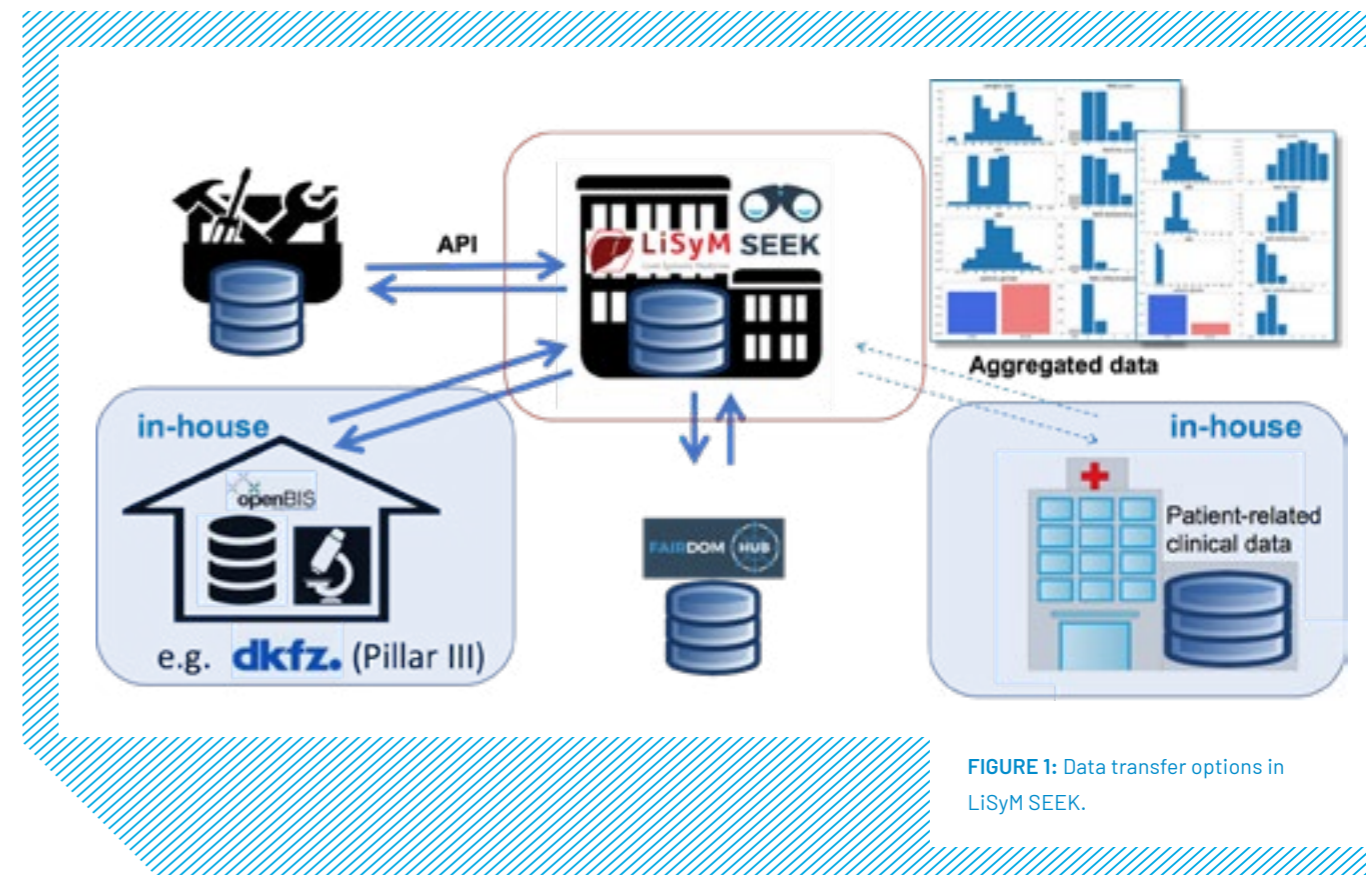 API
LiSyM SEEK
Aggregated data
in-house
openBIS
e.g. dkfz. (Pillar III)
FAIRDOM HUB
in-house
Patient-related
clinical data
FIGURE 1: Data transfer options in
LiSyM SEEK.